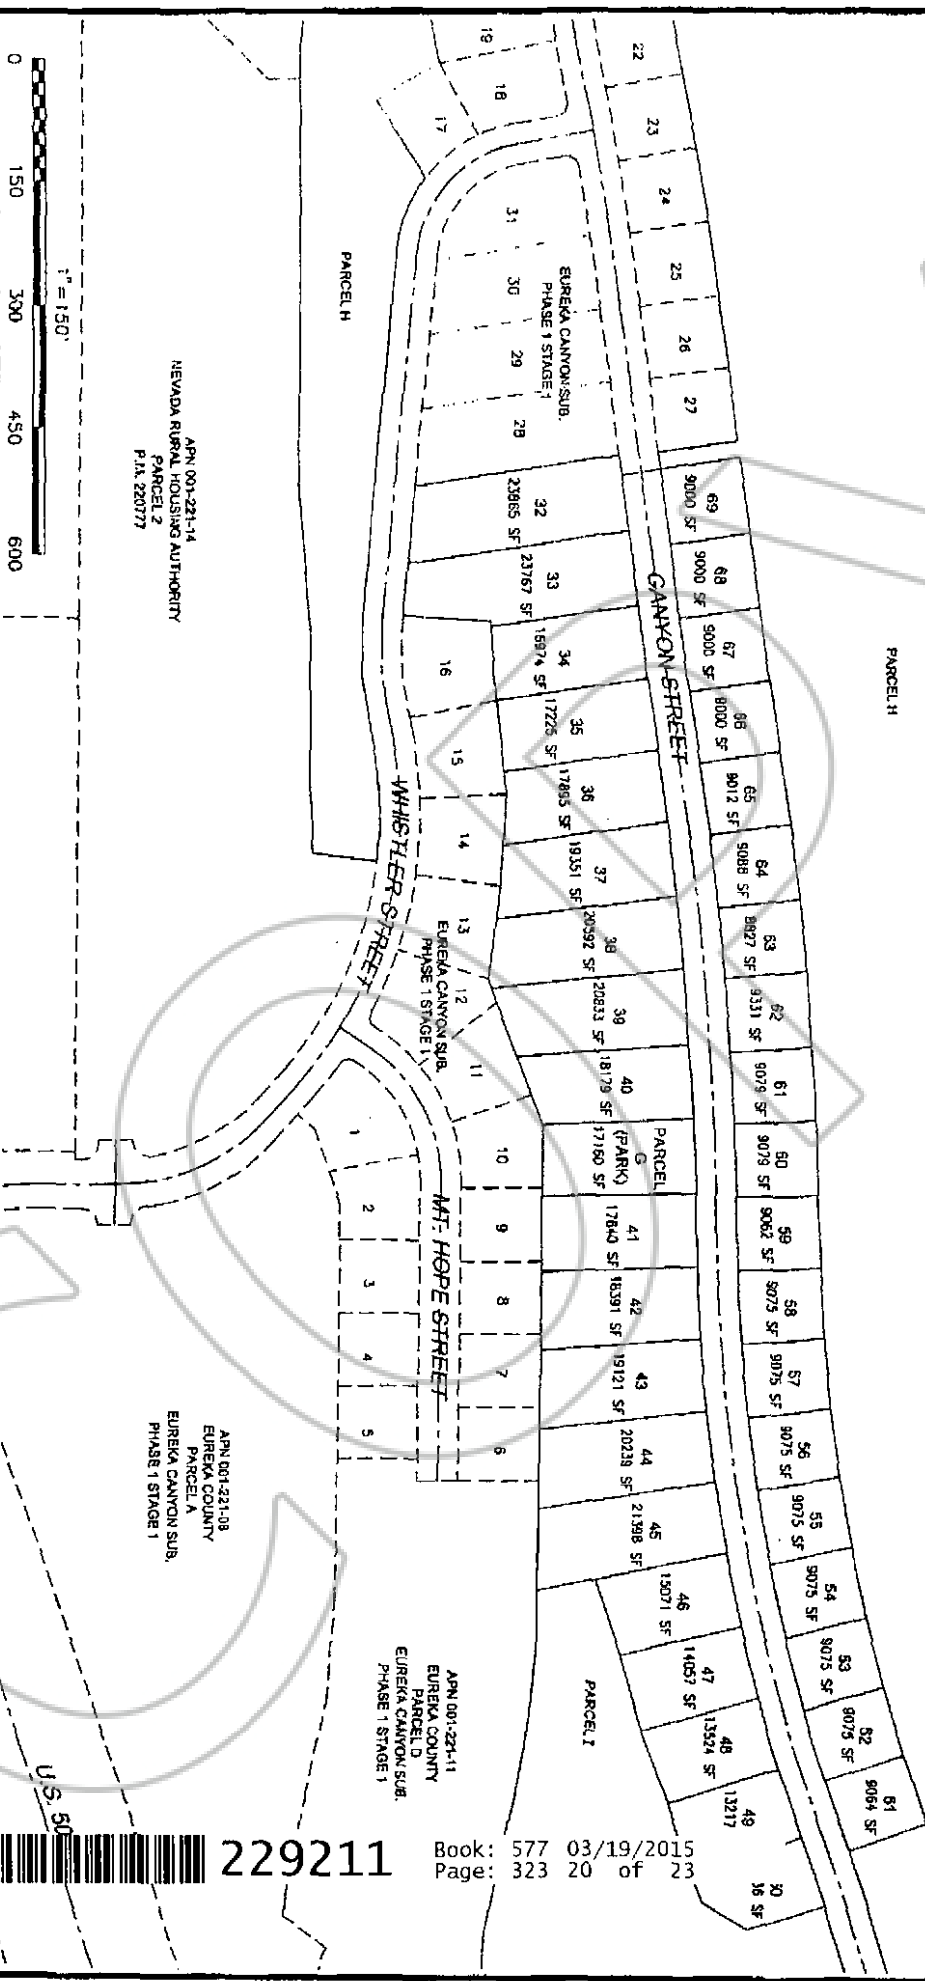 22
23
24
25
26
27
69
9000 SF
68
9000 SF
67
9000 SF
66
9000 SF
65
9012 SF
64
9088 SF
63
8827 SF
62
9331 SF
61
9079 SF
60
9079 SF
59
9062 SF
58
9075 SF
57
9075 SF
56
9075 SF
55
9075 SF
54
9075 SF
53
9075 SF
52
9075 SF
51
9064 SF
PARCEL H
CANYON STREET
19
18
17
31
30
29
28
EUREKA CANYON SUB.
PHASE 1 STAGE 1
32
23865 SF
33
23767 SF
34
15974 SF
35
17225 SF
36
17895 SF
37
19351 SF
38
20592 SF
39
20833 SF
40
18179 SF
PARCEL
G
(PARK)
17160 SF
41
17640 SF
42
18391 SF
43
19121 SF
44
20239 SF
45
21398 SF
46
15071 SF
47
14057 SF
48
13524 SF
49
13217
50
36 SF
PARCEL I
16
15
14
13
12
11
10
9
8
7
6
EUREKA CANYON SUB.
PHASE 1 STAGE 1
WHISTLER STREET
MT. HOPE STREET
1
2
3
4
5
PARCEL H
APN 001-221-14
NEVADA RURAL HOUSING AUTHORITY
PARCEL 2
P.M. 220777
APN 001-221-08
EUREKA COUNTY
PARCEL A
EUREKA CANYON SUB.
PHASE 1 STAGE 1
APN 001-221-11
EUREKA COUNTY
PARCEL D
EUREKA CANYON SUB.
PHASE 1 STAGE 1
U.S. 50
1" = 150'
0 150 300 450 600
229211
Book: 577 03/19/2015
Page: 323 20 of 23
COPY